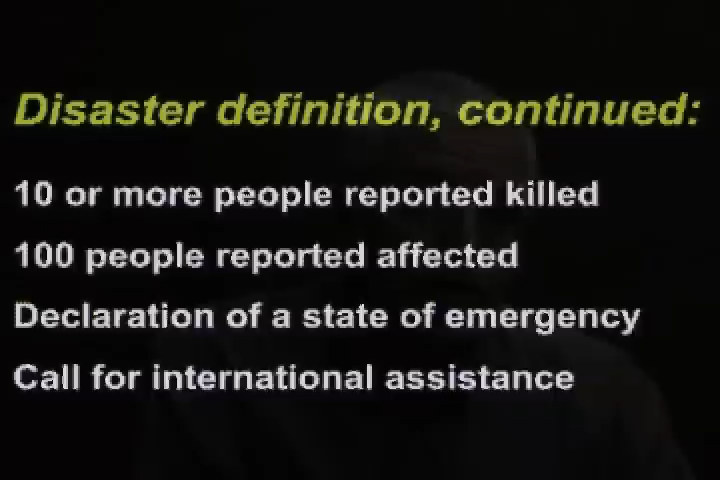 Disaster definition, continued:
10 or more people reported killed
100 people reported affected
Declaration of a state of emergency
Call for international assistance